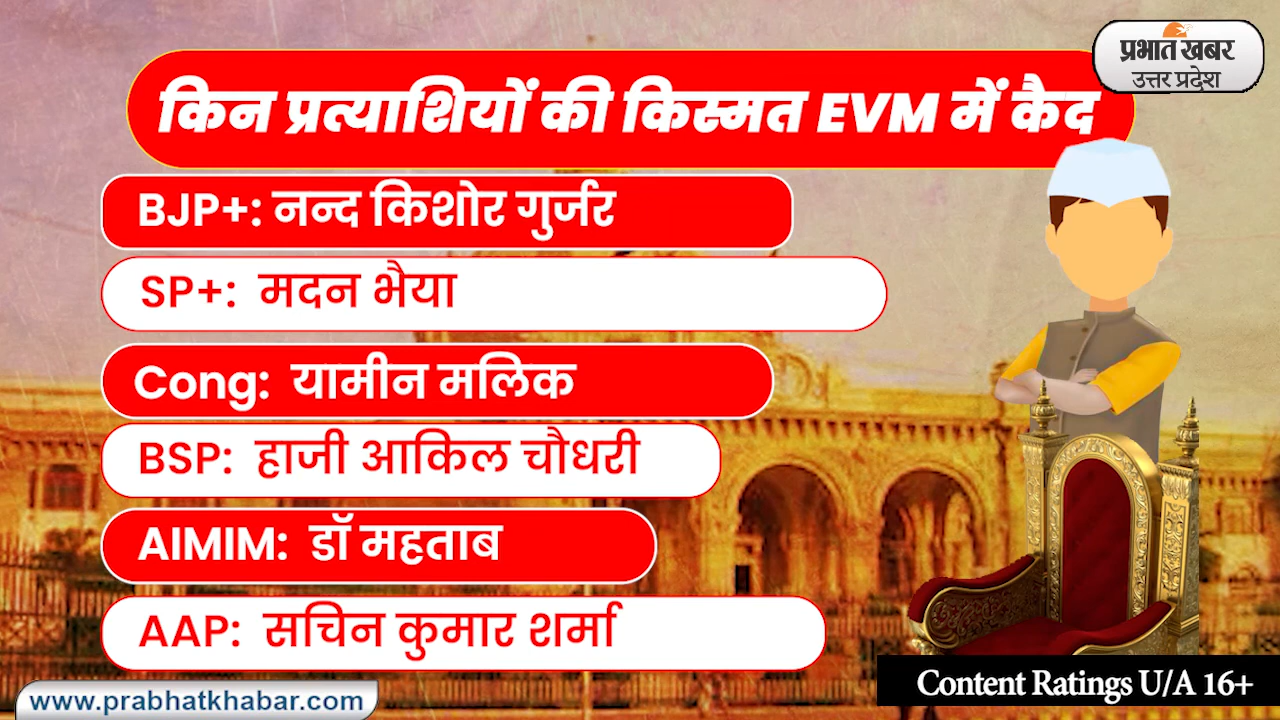 प्रभात खबर
उत्तर प्रदेश
किन प्रत्याशियों की किस्मत EVM में कैद
BJP+: नन्द किशोर गुर्जर
SP+: मदन भैया
Cong: यामीन मलिक
BSP: हाजी आकिल चौधरी
AIMIM: डॉ महताब
AAP: सचिन कुमार शर्मा
www.prabhatkhabar.com
Content Ratings U/A 16+